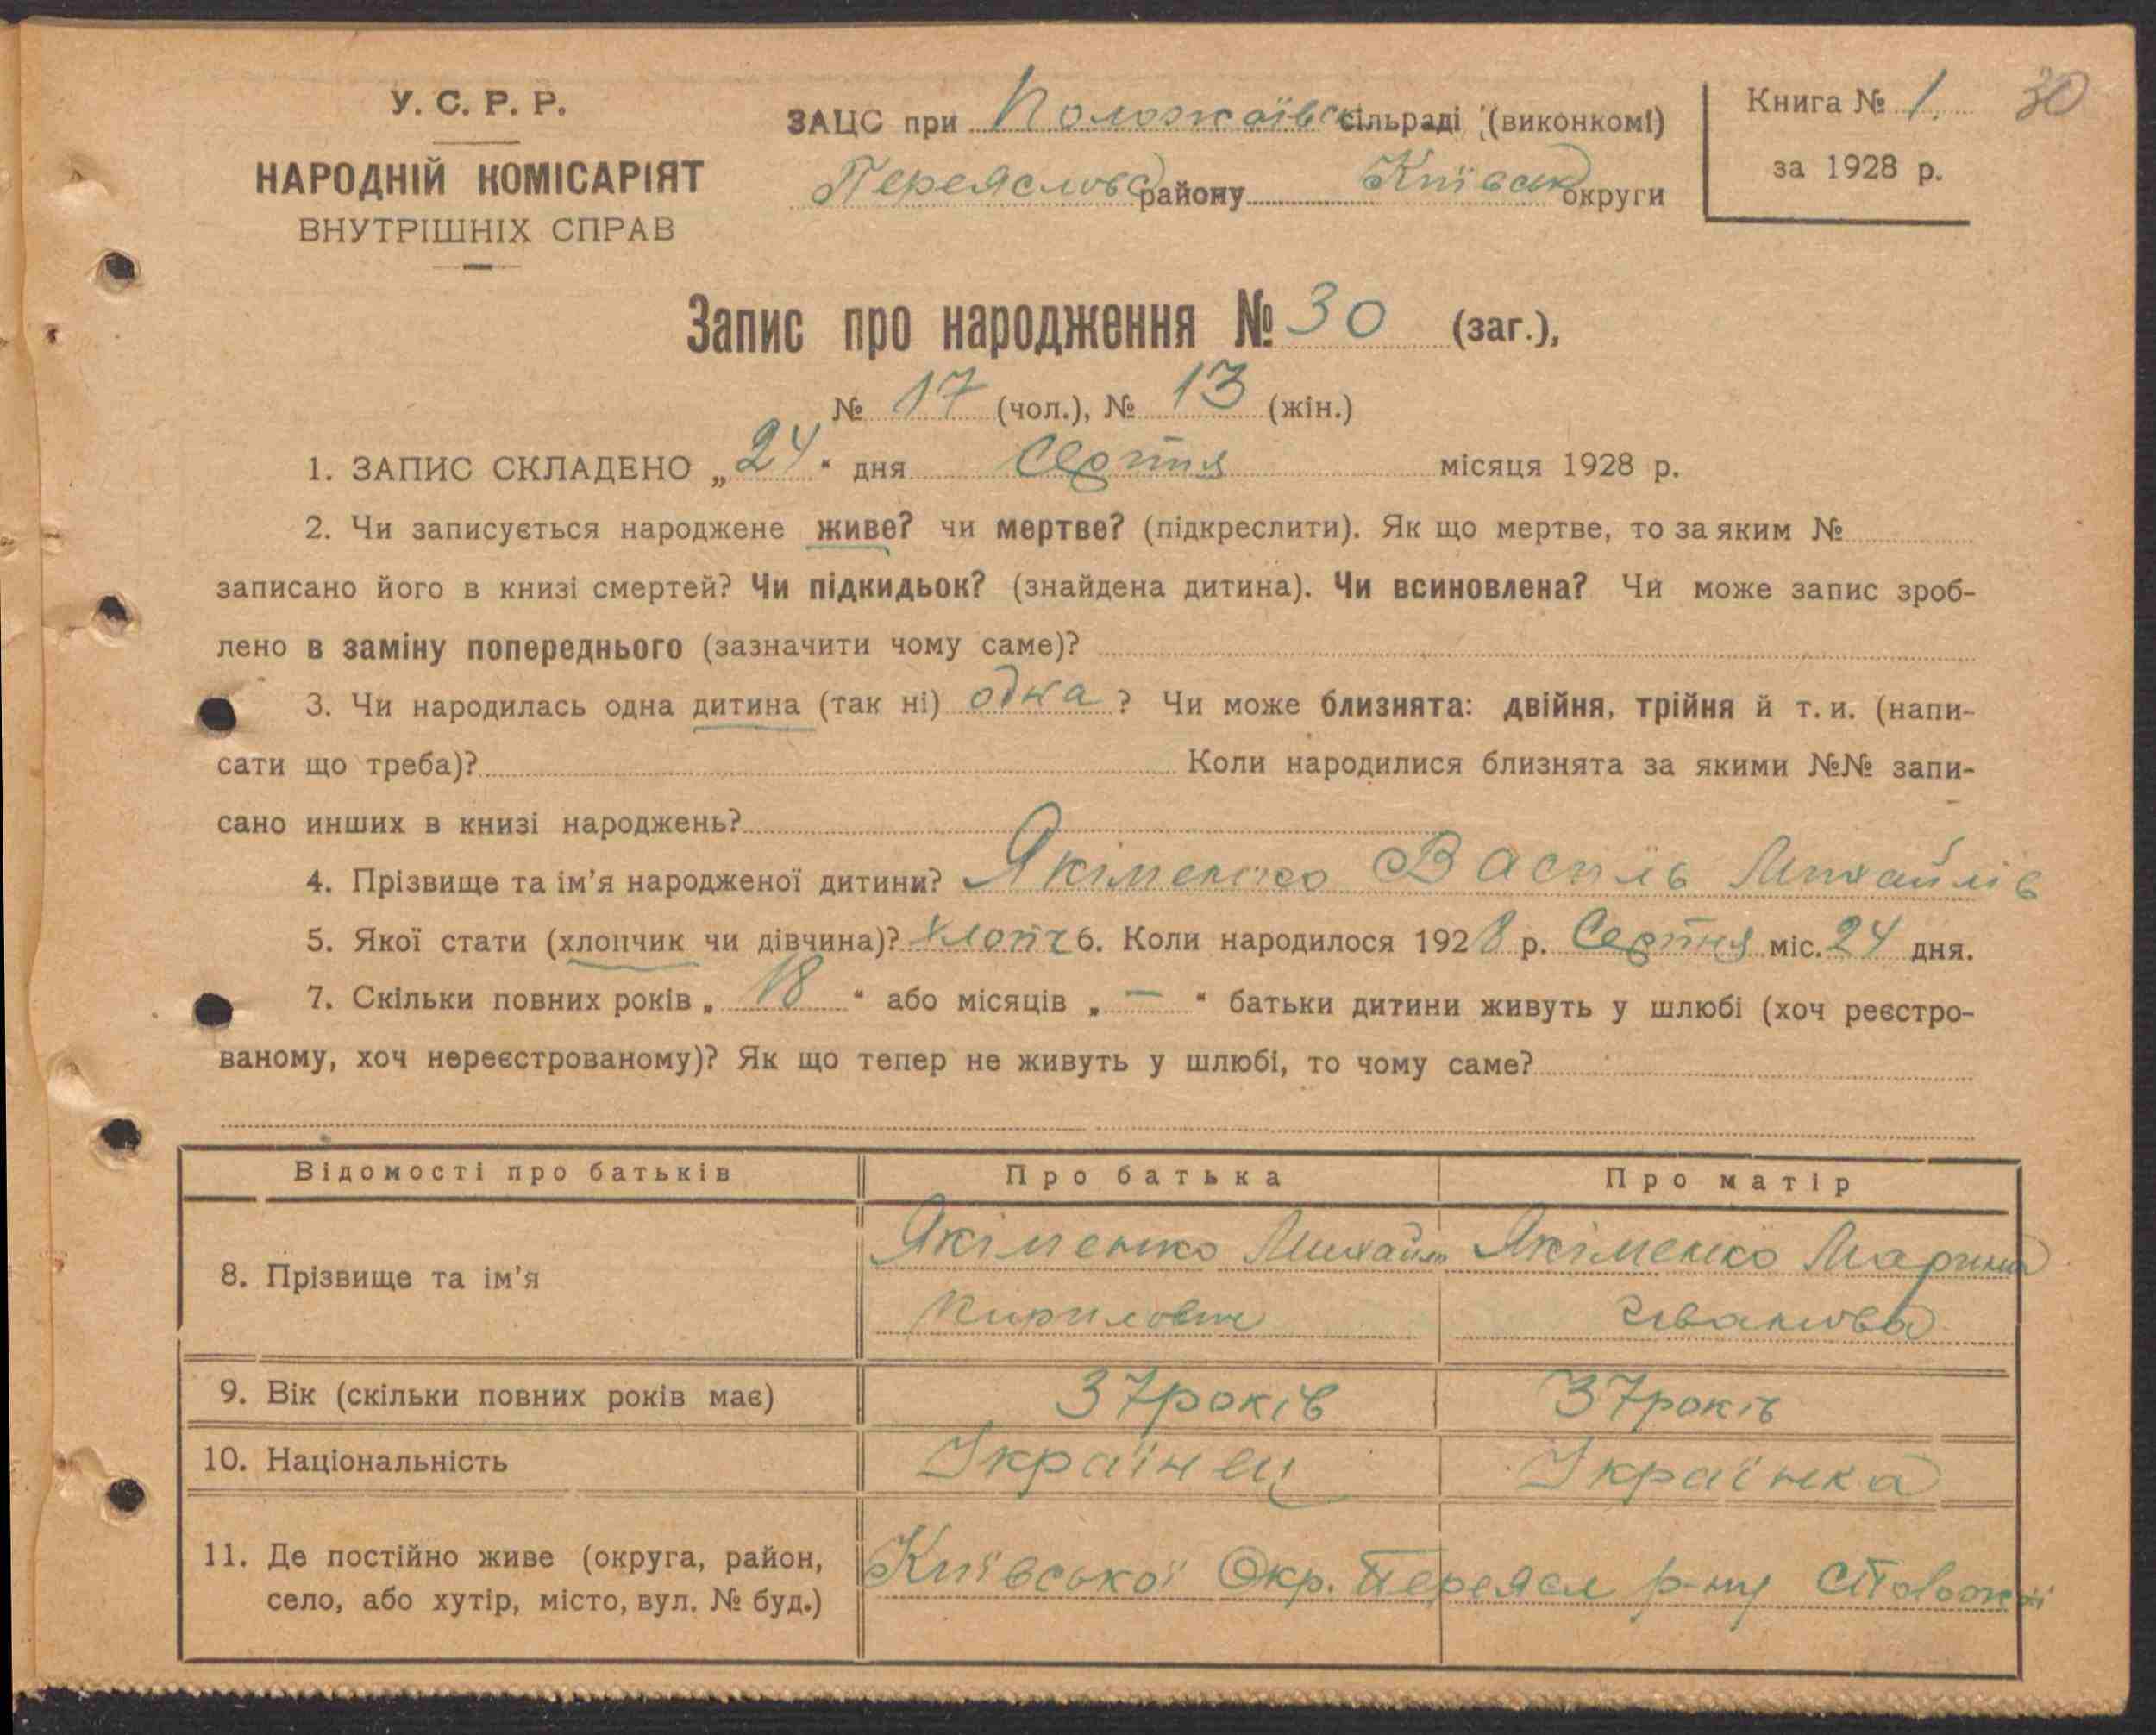 У. С. Р. Р.
НАРОДНІЙ КОМІСАРІЯТ
ВНУТРІШНІХ СПРАВ
ЗАЦС при Положаївськ сільраді (виконкомі)
Переясловс району Київськ округи
Книга № 1. 30
за 1928 р.
Запис про народження № 30 (заг.),
№ 17 (чол.), № 13 (жін.)
1. ЗАПИС СКЛАДЕНО „24“ дня Серпня місяця 1928 р.
2. Чи записується народжене живе? чи мертве? (підкреслити). Як що мертве, то за яким №
записано його в книзі смертей? Чи підкидьок? (знайдена дитина). Чи всиновлена? Чи може запис зроб-
лено в заміну попереднього (зазначити чому саме)?
3. Чи народилась одна дитина (так ні) одна? Чи може близнята: двійня, трійня й т. и. (напи-
сати що треба)? Коли народилися близнята за якими №№ запи-
сано инших в книзі народжень?
4. Прізвище та ім’я народженої дитини? Якіменко Василь Михайлів
5. Якої стати (хлопчик чи дівчина)? хлопч 6. Коли народилося 1928 р. Серпня міс. 24 дня.
7. Скільки повних років „18“ або місяців „—“ батьки дитини живуть у шлюбі (хоч реєстро-
ваному, хоч нереєстрованому)? Як що тепер не живуть у шлюбі, то чому саме?
Відомості про батьків Про батька Про матір
8. Прізвище та ім’я Якіменко Михайло Якіменко Марина
Кирилович Іванова
9. Вік (скільки повних років має) 37 років 37 років
10. Національність Українец Українка
11. Де постійно живе (округа, район, Київської Окр. Переясл р-ну
село, або хутір, місто, вул. № буд.)